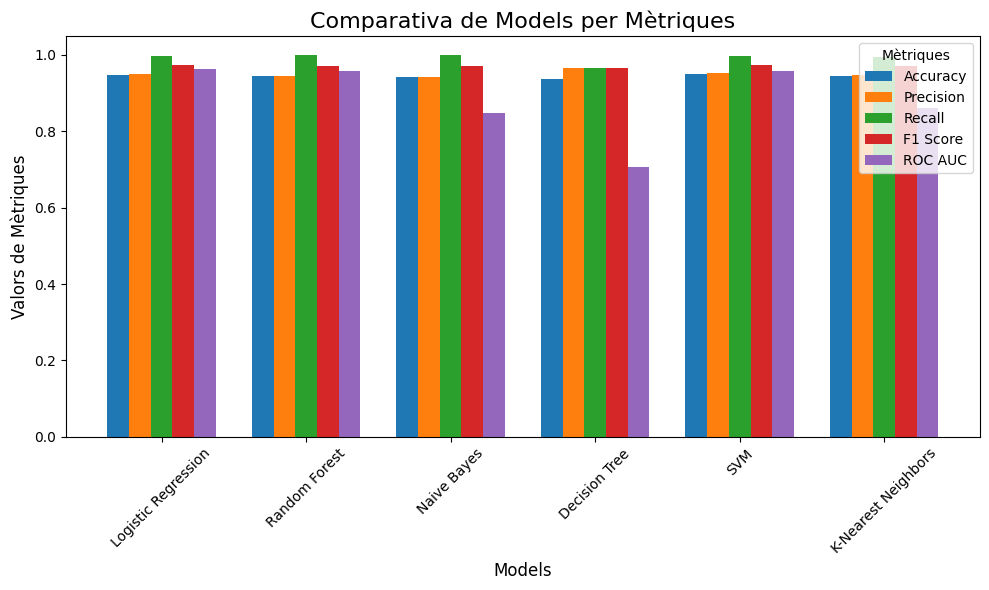 Comparativa de Models per Mètriques
Valors de Mètriques
1.0
0.8
0.6
0.4
0.2
0.0
Mètriques
Accuracy
Precision
Recall
F1 Score
ROC AUC
Logistic Regression
Random Forest
Naive Bayes
Decision Tree
SVM
K-Nearest Neighbors
Models